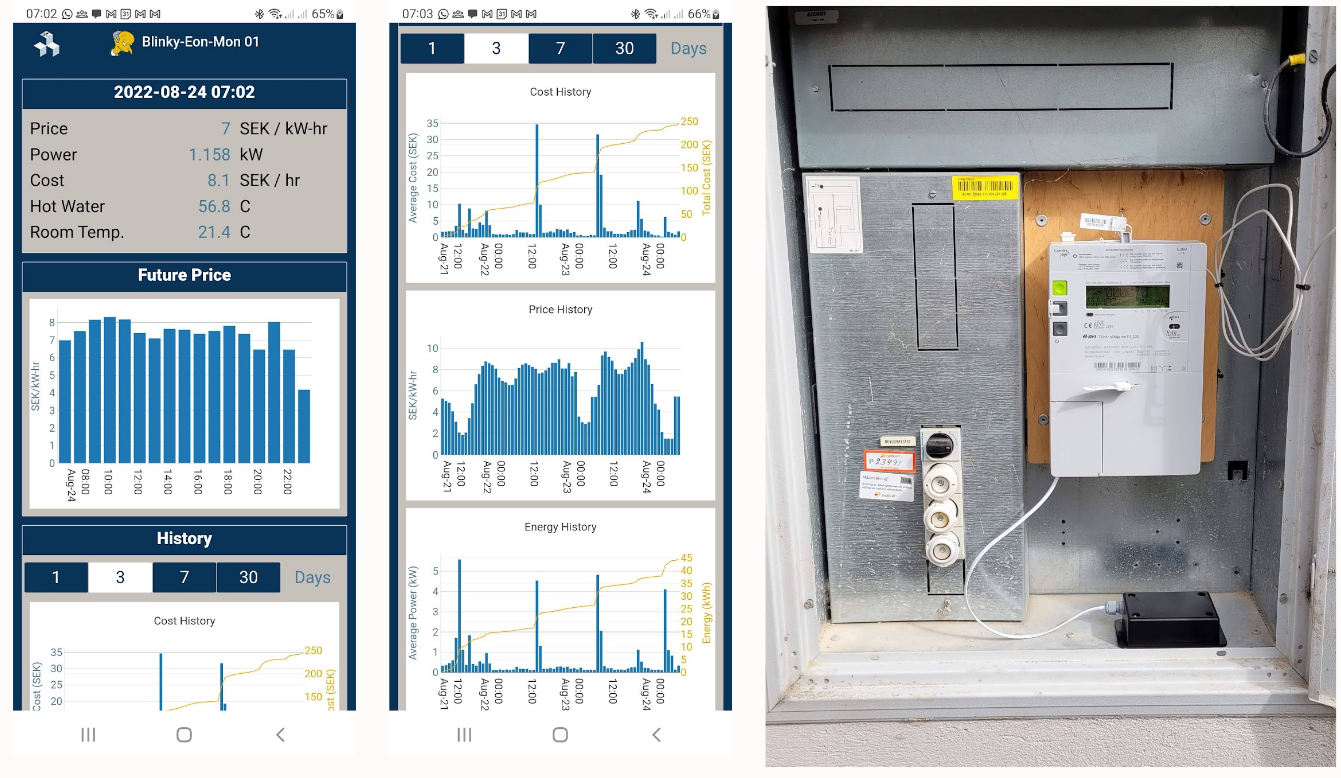 07:02
65%
Blinky-Eon-Mon 01
2022-08-24 07:02
Price 7 SEK / kW-hr
Power 1.158 kW
Cost 8.1 SEK / hr
Hot Water 56.8 C
Room Temp. 21.4 C
Future Price
SEK/kW-hr
8
7
6
5
4
3
2
1
0
Aug-24 08:00 10:00 12:00 14:00 16:00 18:00 20:00 22:00
History
1 3 7 30 Days
Cost History
35 250
30 200
25 150
20
07:03
66%
1 3 7 30 Days
Cost History
Average Cost (SEK)
35
30
25
20
15
10
5
0
250
200
150
100
50
0
Total Cost (SEK)
Aug-21 12:00 Aug-22 00:00 12:00 Aug-23 00:00 Aug-24 00:00
Price History
SEK/kW-hr
10
8
6
4
2
0
Aug-21 12:00 Aug-22 00:00 12:00 Aug-23 00:00 12:00 Aug-24 00:00
Energy History
Average Power (kW)
5
4
3
2
1
0
45
40
35
30
25
20
15
10
5
0
Energy (kWh)
Aug-21 12:00 Aug-22 00:00 12:00 Aug-23 00:00 12:00 Aug-24 00:00